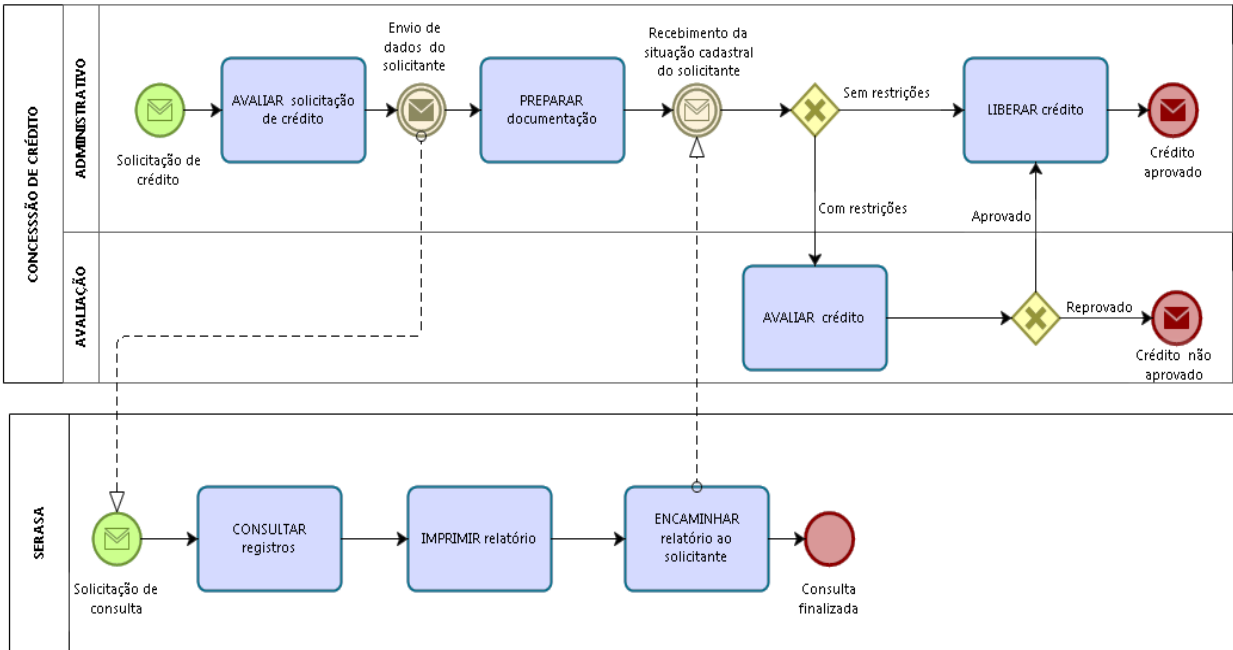 CONCESSSÃO DE CRÉDITO
ADMINISTRATIVO
Solicitação de
crédito
AVALIAR solicitação
de crédito
Envio de
dados do
solicitante
PREPARAR
documentação
Recebimento da
situação cadastral
do solicitante
Sem restrições
Com restrições
LIBERAR crédito
Crédito
aprovado
Aprovado
AVALIAÇÃO
AVALIAR crédito
Reprovado
Crédito não
aprovado
SERASA
Solicitação de
consulta
CONSULTAR
registros
IMPRIMIR relatório
ENCAMINHAR
relatório ao
solicitante
Consulta
finalizada